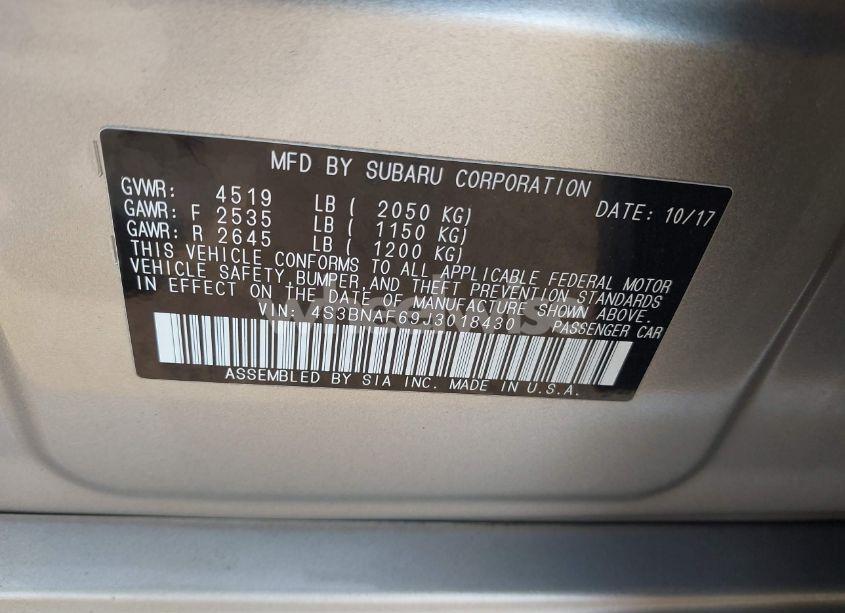 MFD BY SUBARU CORPORATION
GVWR: 4519 LB ( 2050 KG) DATE: 10/17
GAWR: F 2535 LB ( 1150 KG)
GAWR: R 2645 LB ( 1200 KG)
THIS VEHICLE CONFORMS TO ALL APPLICABLE FEDERAL MOTOR
VEHICLE SAFETY, BUMPER, AND THEFT PREVENTION STANDARDS
IN EFFECT ON THE DATE OF MANUFACTURE SHOWN ABOVE.
VIN: 4S3BNAF69J3018430 PASSENGER CAR
ASSEMBLED BY SIA INC. MADE IN U.S.A.